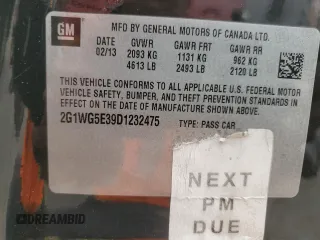 GM
MFD BY GENERAL MOTORS OF CANADA LTD.
DATE GVWR GAWR FRT GAWR RR
02/13 2093 KG 1131 KG 962 KG
4613 LB 2493 LB 2120 LB
THIS VEHICLE CONFORMS TO ALL APPLICABLE U.S. FEDERAL MOTOR
VEHICLE SAFETY, BUMPER, AND THEFT PREVENTION STANDARDS IN
EFFECT ON THE DATE OF MANUFACTURE SHOWN ABOVE.
2G1WG5E39D1232475 TYPE: PASS CAR
NEXT
PM
DUE
DREAMBID